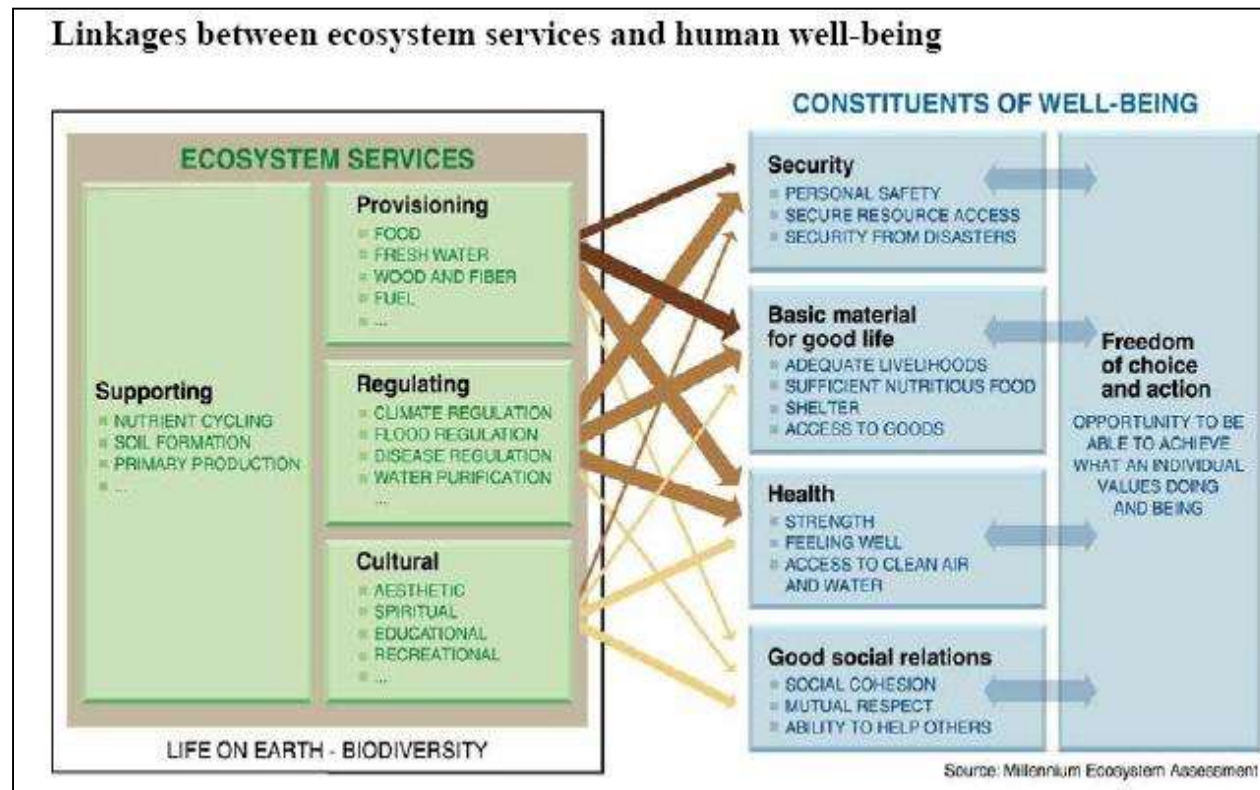 Linkages between ecosystem services and human well-being
ECOSYSTEM SERVICES
Supporting
NUTRIENT CYCLING
SOIL FORMATION
PRIMARY PRODUCTION
...
Provisioning
FOOD
FRESH WATER
WOOD AND FIBER
FUEL
...
Regulating
CLIMATE REGULATION
FLOOD REGULATION
DISEASE REGULATION
WATER PURIFICATION
...
Cultural
AESTHETIC
SPIRITUAL
EDUCATIONAL
RECREATIONAL
...
LIFE ON EARTH - BIODIVERSITY
CONSTITUENTS OF WELL-BEING
Security
PERSONAL SAFETY
SECURE RESOURCE ACCESS
SECURITY FROM DISASTERS
Basic material
for good life
ADEQUATE LIVELIHOODS
SUFFICIENT NUTRITIOUS FOOD
SHELTER
ACCESS TO GOODS
Health
STRENGTH
FEELING WELL
ACCESS TO CLEAN AIR
AND WATER
Good social relations
SOCIAL COHESION
MUTUAL RESPECT
ABILITY TO HELP OTHERS
Freedom
of choice
and action
OPPORTUNITY TO BE
ABLE TO ACHIEVE
WHAT AN INDIVIDUAL
VALUES DOING
AND BEING
Source: Millennium Ecosystem Assessment